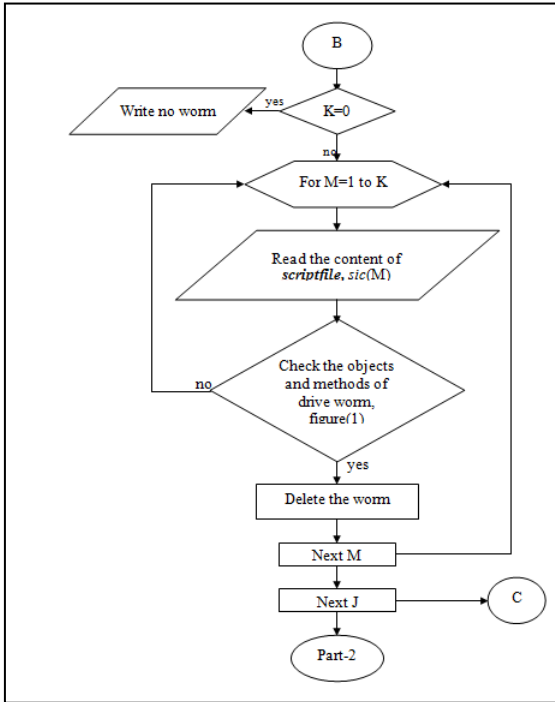 B
K=0
yes
Write no worm
no
For M=1 to K
Read the content of
scriptfile, sic(M)
Check the objects
and methods of
drive worm,
figure(1)
no
yes
Delete the worm
Next M
Next J
C
Part-2